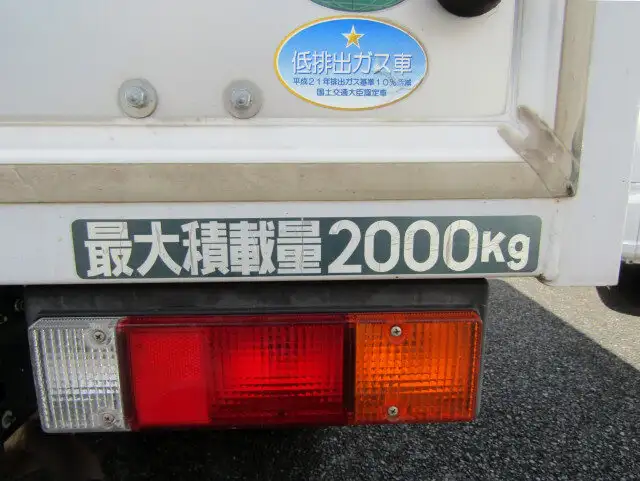 低排出ガス車
平成21年排出ガス基準10%低減
国土交通大臣認定車
最大積載量2000Kg